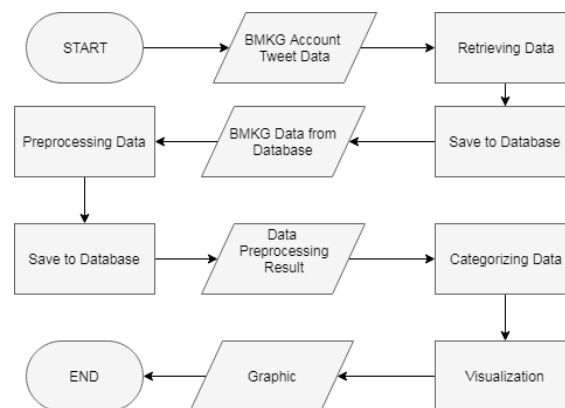 START
BMKG Account
Tweet Data
Retrieving Data
Save to Database
BMKG Data from
Database
Preprocessing Data
Save to Database
Data
Preprocessing
Result
Categorizing Data
Visualization
Graphic
END